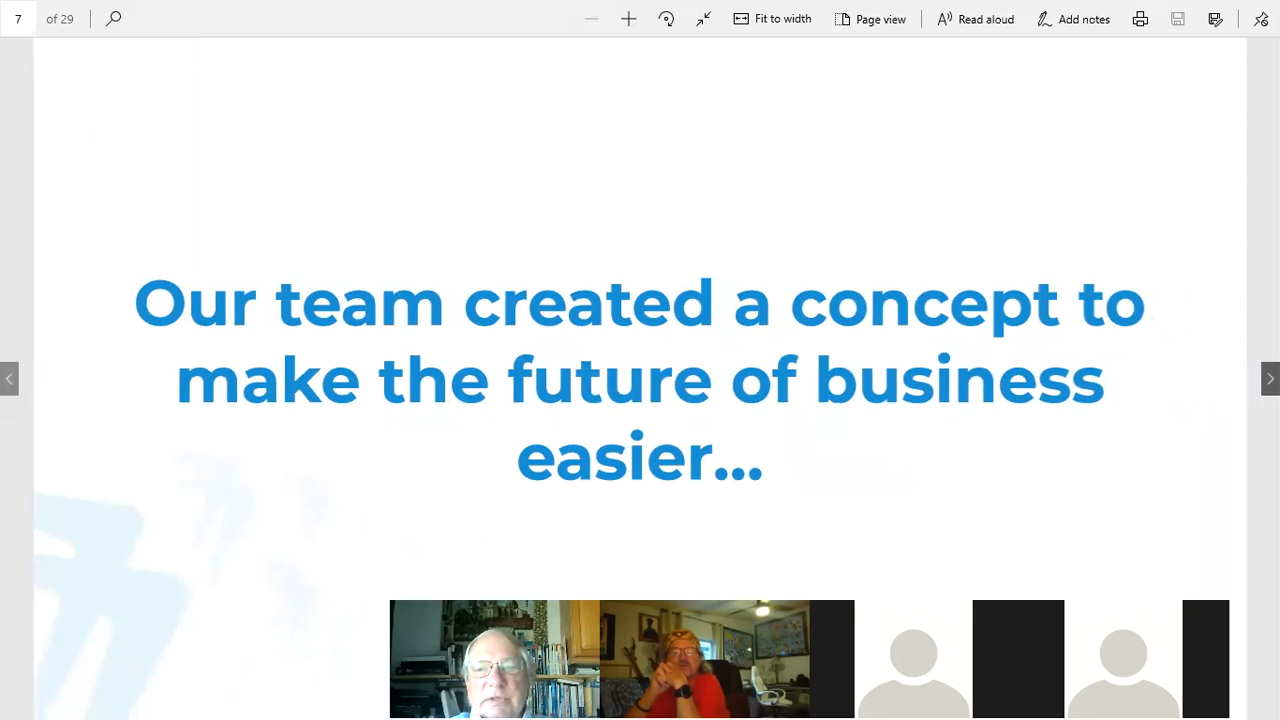 7 of 29 Fit to width Page view Read aloud Add notes
Our team created a concept to
make the future of business
easier...